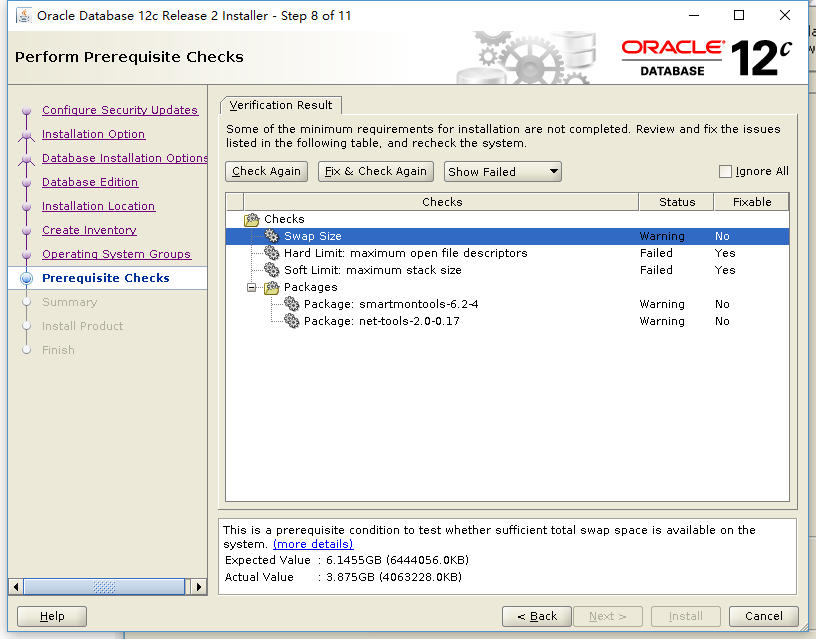 Oracle Database 12c Release 2 Installer - Step 8 of 11
Perform Prerequisite Checks
ORACLE
DATABASE
12c
Configure Security Updates
Installation Option
Database Installation Options
Database Edition
Installation Location
Create Inventory
Operating System Groups
Prerequisite Checks
Summary
Install Product
Finish
Verification Result
Some of the minimum requirements for installation are not completed. Review and fix the issues
listed in the following table, and recheck the system.
Check Again Fix & Check Again Show Failed Ignore All
Checks Status Fixable
Checks
Swap Size Warning No
Hard Limit: maximum open file descriptors Failed Yes
Soft Limit: maximum stack size Failed Yes
Packages
Package: smartmontools-6.2-4 Warning No
Package: net-tools-2.0-0.17 Warning No
This is a prerequisite condition to test whether sufficient total swap space is available on the
system. (more details)
Expected Value : 6.1455GB (6444056.0KB)
Actual Value : 3.875GB (4063228.0KB)
Help < Back Next > Install Cancel